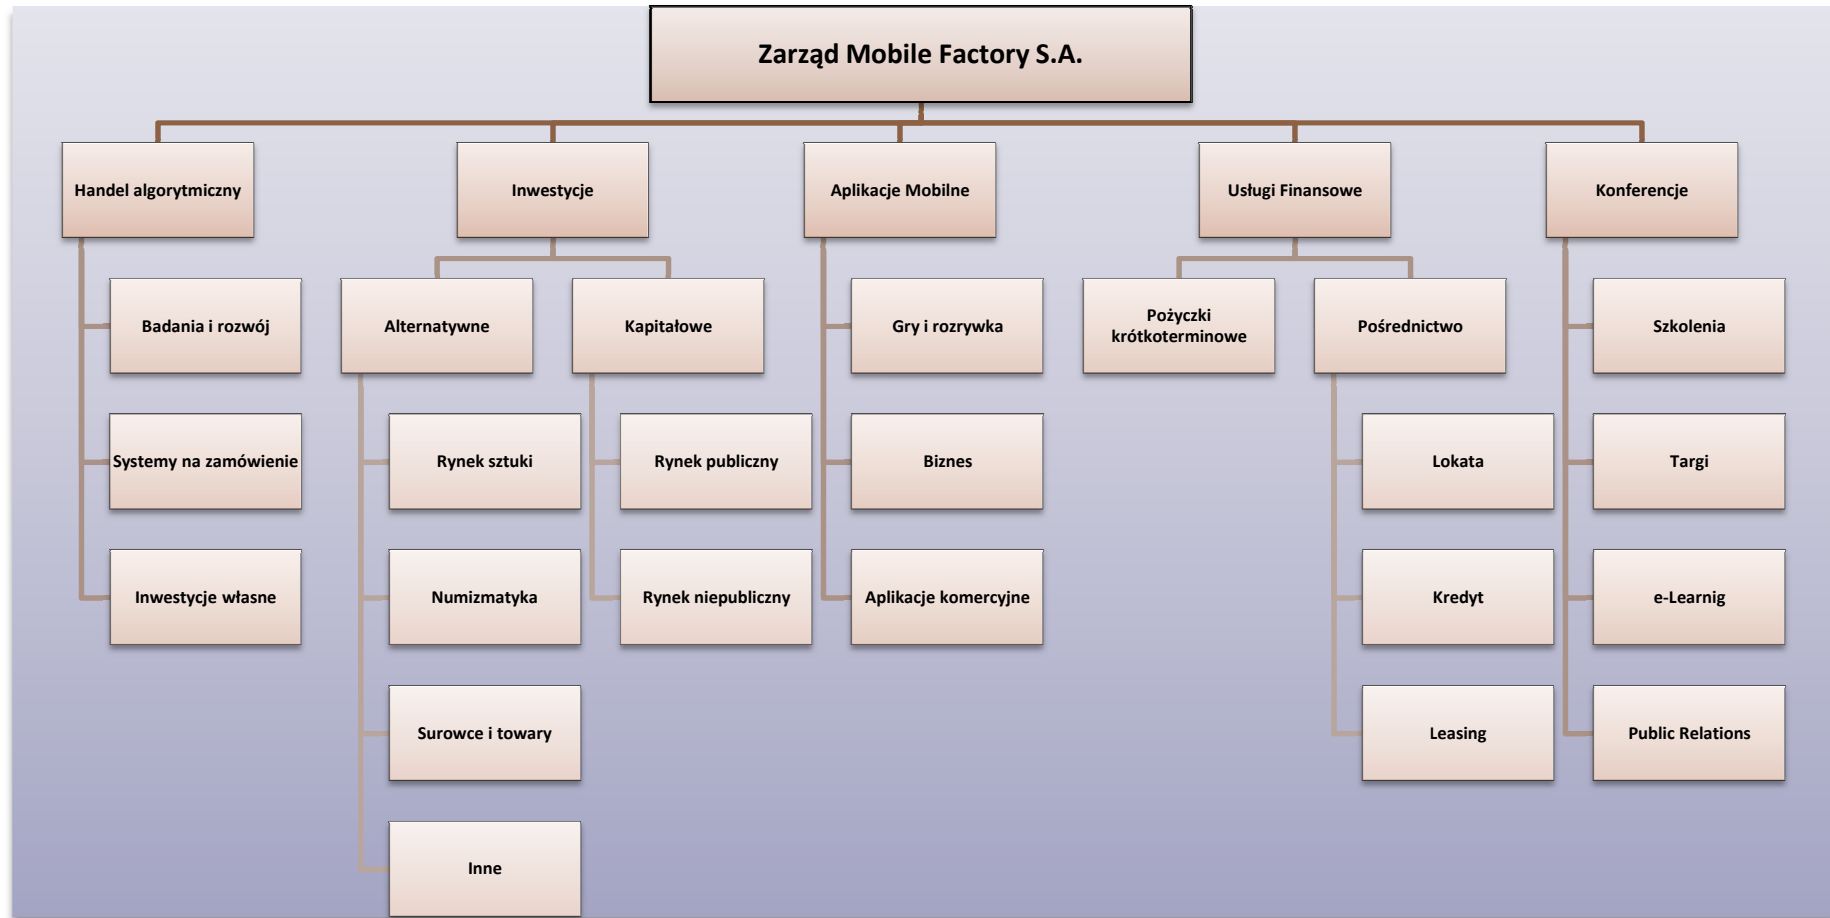 Zarząd Mobile Factory S.A.
Handel algorytmiczny
Inwestycje
Aplikacje Mobilne
Usługi Finansowe
Konferencje
Badania i rozwój
Alternatywne
Kapitałowe
Gry i rozrywka
Pożyczki
krótkoterminowe
Pośrednictwo
Szkolenia
Systemy na zamówienie
Rynek sztuki
Rynek publiczny
Biznes
Lokata
Targi
Inwestycje własne
Numizmatyka
Rynek niepubliczny
Aplikacje komercyjne
Kredyt
e-Learnig
Surowce i towary
Leasing
Public Relations
Inne